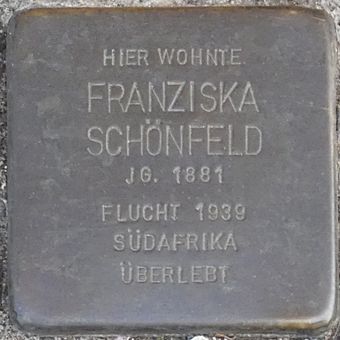 HIER WOHNTE
FRANZISKA
SCHÖNFELD
JG. 1881
FLUCHT 1939
SÜDAFRIKA
ÜBERLEBT